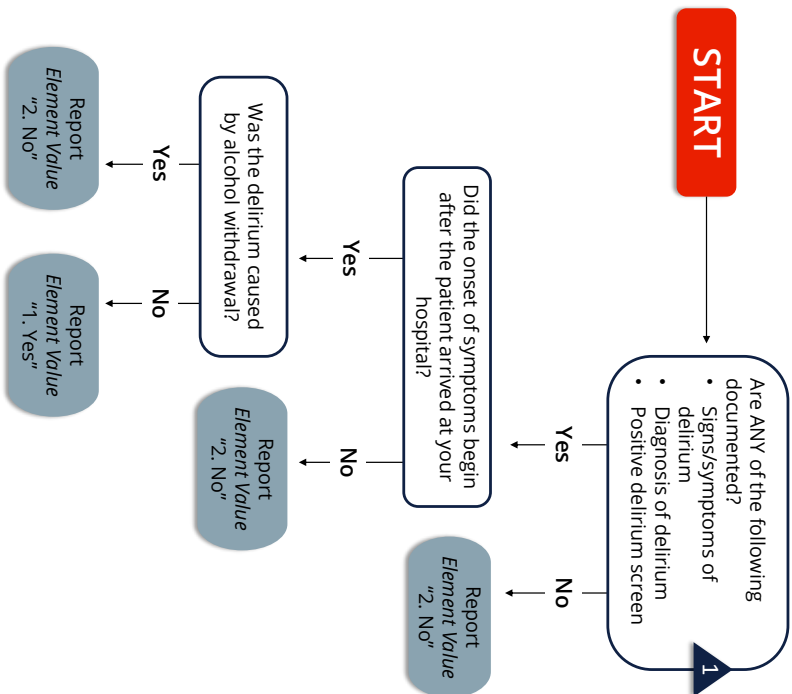 START
Are ANY of the following
documented?
• Signs/symptoms of
delirium
• Diagnosis of delirium
• Positive delirium screen
1
Yes
No
Did the onset of symptoms begin
after the patient arrived at your
hospital?
Report
Element Value
“2. No”
Yes
No
Was the delirium caused
by alcohol withdrawal?
Report
Element Value
“2. No”
Yes
No
Report
Element Value
“2. No”
Report
Element Value
“1. Yes”